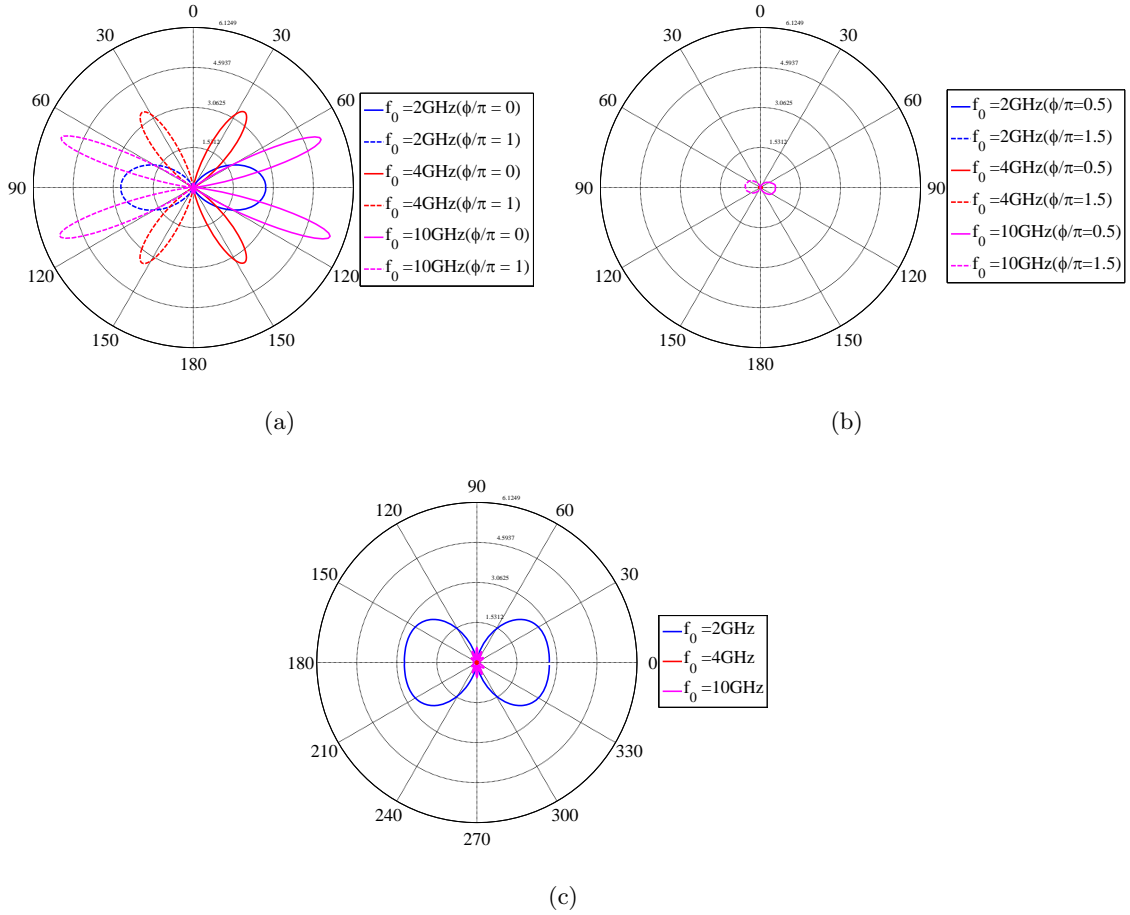 0
30
30
60
60
90
90
120
120
150
150
180
6.1249
4.5937
3.0625
1.5312
f0 =2GHz(ϕ/π = 0)
f0 =2GHz(ϕ/π = 1)
f0 =4GHz(ϕ/π = 0)
f0 =4GHz(ϕ/π = 1)
f0 =10GHz(ϕ/π = 0)
f0 =10GHz(ϕ/π = 1)
(a)
0
30
30
60
60
90
90
120
120
150
150
180
6.1249
4.5937
3.0625
1.5312
f0 =2GHz(ϕ/π=0.5)
f0 =2GHz(ϕ/π=1.5)
f0 =4GHz(ϕ/π=0.5)
f0 =4GHz(ϕ/π=1.5)
f0 =10GHz(ϕ/π=0.5)
f0 =10GHz(ϕ/π=1.5)
(b)
90
120
60
150
30
180
0
210
330
240
300
270
6.1249
4.5937
3.0625
1.5312
f0 =2GHz
f0 =4GHz
f0 =10GHz
(c)